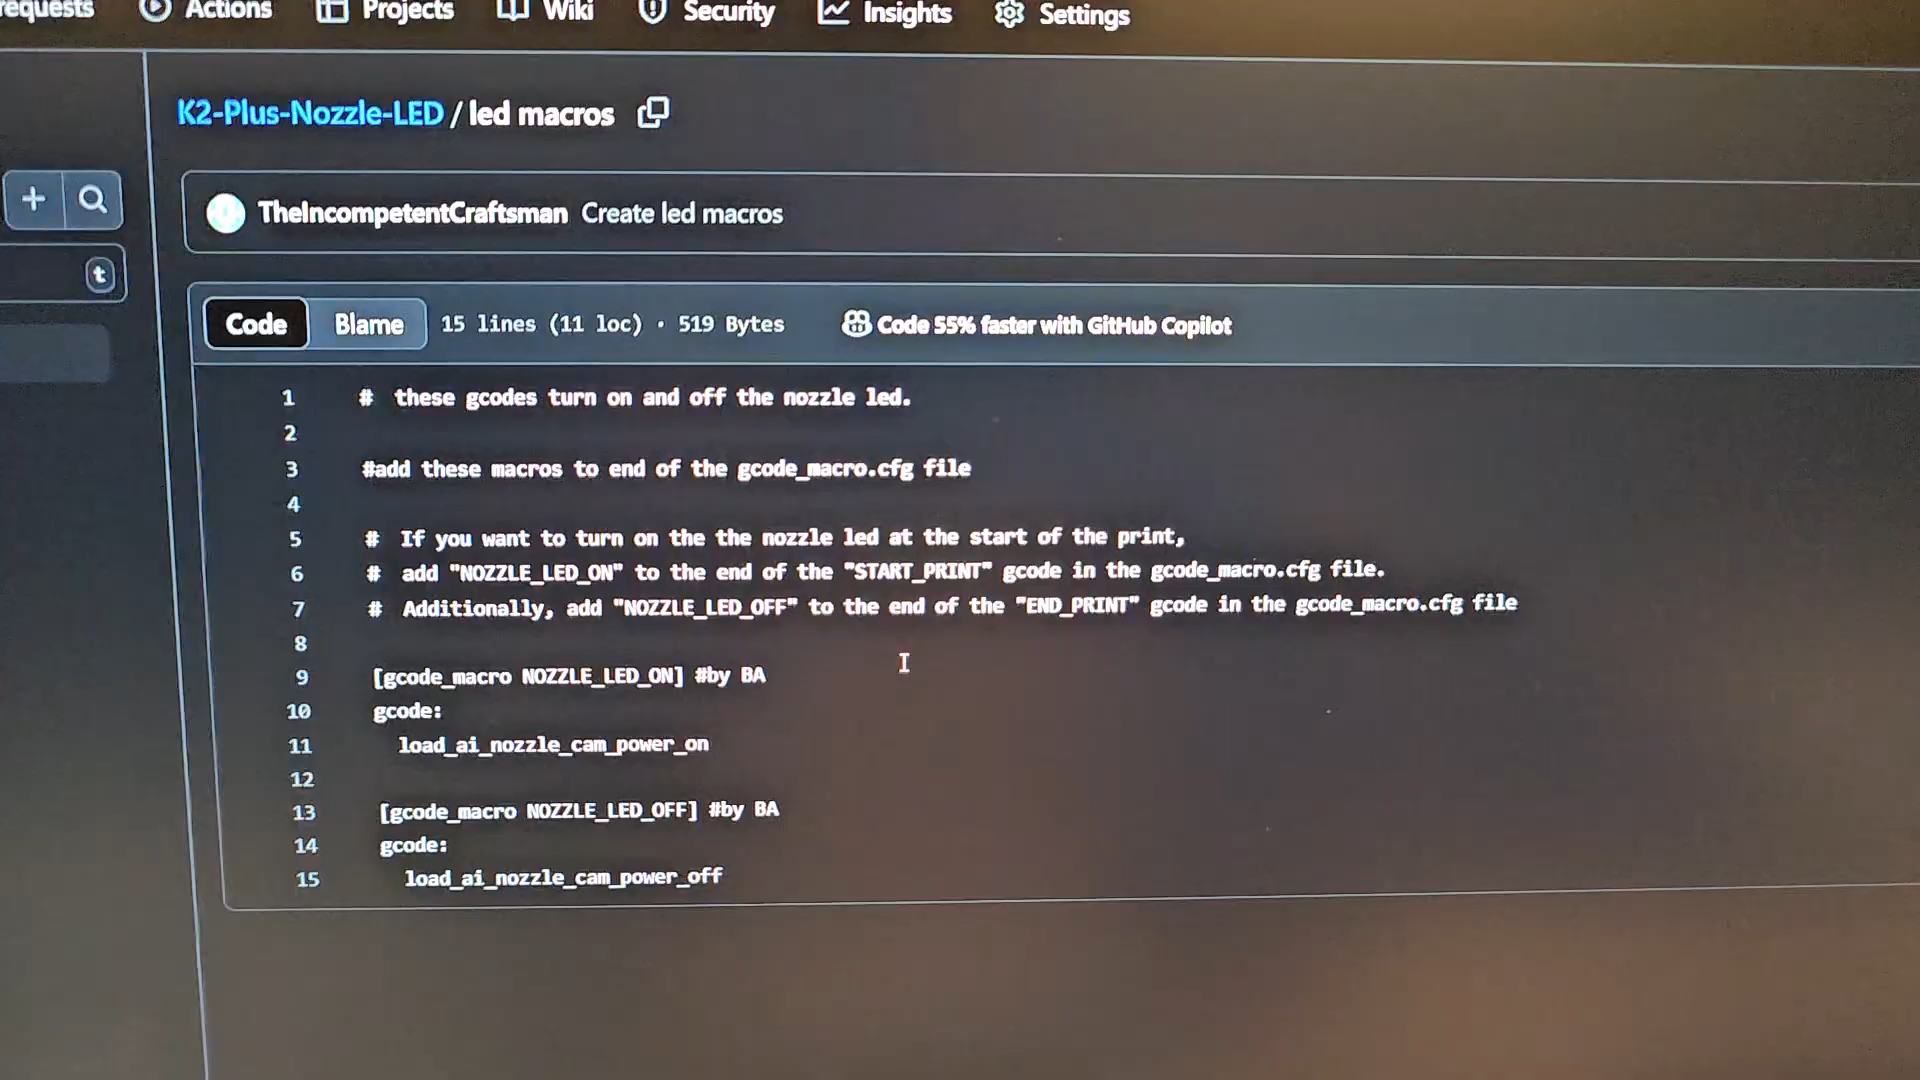 requests Actions Projects Wiki Security Insights Settings
K2-Plus-Nozzle-LED / led macros
TheIncompetentCraftsman Create led macros
t
Code Blame 15 lines (11 loc) · 519 Bytes Code 55% faster with GitHub Copilot
1 # these gcodes turn on and off the nozzle led.
2
3 #add these macros to end of the gcode_macro.cfg file
4
5 # If you want to turn on the the nozzle led at the start of the print,
6 # add "NOZZLE_LED_ON" to the end of the "START_PRINT" gcode in the gcode_macro.cfg file.
7 # Additionally, add "NOZZLE_LED_OFF" to the end of the "END_PRINT" gcode in the gcode_macro.cfg file
8
9 [gcode_macro NOZZLE_LED_ON] #by BA
10 gcode:
11 load_ai_nozzle_cam_power_on
12
13 [gcode_macro NOZZLE_LED_OFF] #by BA
14 gcode:
15 load_ai_nozzle_cam_power_off